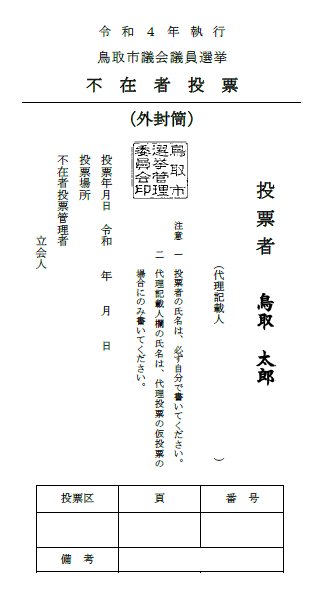 令和４年執行
鳥取市議会議員選挙
不在者投票
（外封筒）
鳥取市
選挙管理
委員会印
投票者　鳥取　太郎
（代理記載人　　　　　）
注意　一　投票者の氏名は、必ず自分で書いてください。
二　代理記載人欄の氏名は、代理投票の仮投票の
場合にのみ書いてください。
投票年月日　令和　　年　　月　　日
投票場所
不在者投票管理者
立会人
投票区　頁　番号
備考